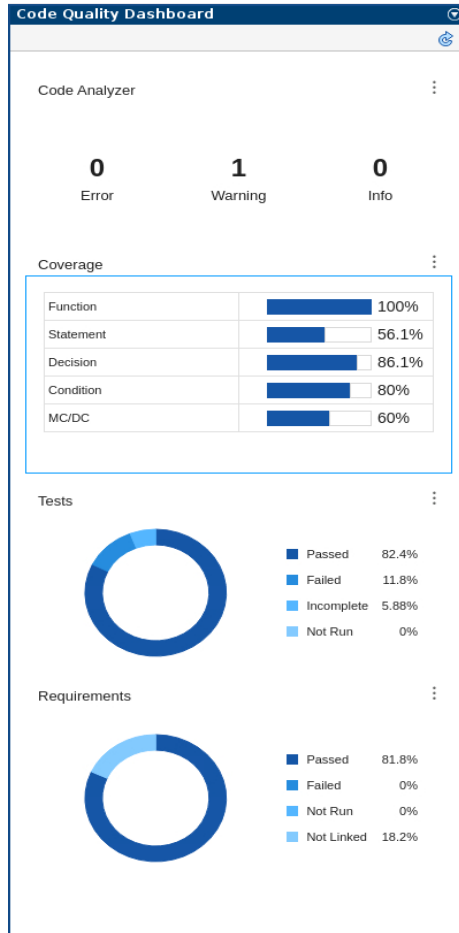 Code Quality Dashboard
Code Analyzer
0 1 0
Error Warning Info
Coverage
Function 100%
Statement 56.1%
Decision 86.1%
Condition 80%
MC/DC 60%
Tests
Passed 82.4%
Failed 11.8%
Incomplete 5.88%
Not Run 0%
Requirements
Passed 81.8%
Failed 0%
Not Run 0%
Not Linked 18.2%